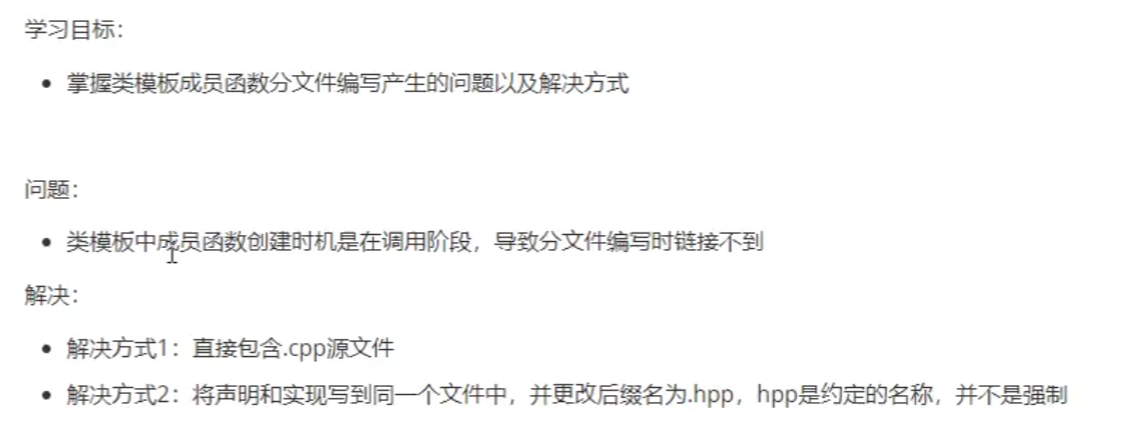 学习目标：
• 掌握类模板成员函数分文件编写产生的问题以及解决方式
问题：
• 类模板中成员函数创建时机是在调用阶段，导致分文件编写时链接不到
解决：
• 解决方式1：直接包含.cpp源文件
• 解决方式2：将声明和实现写到同一个文件中，并更改后缀名为.hpp，hpp是约定的名称，并不是强制